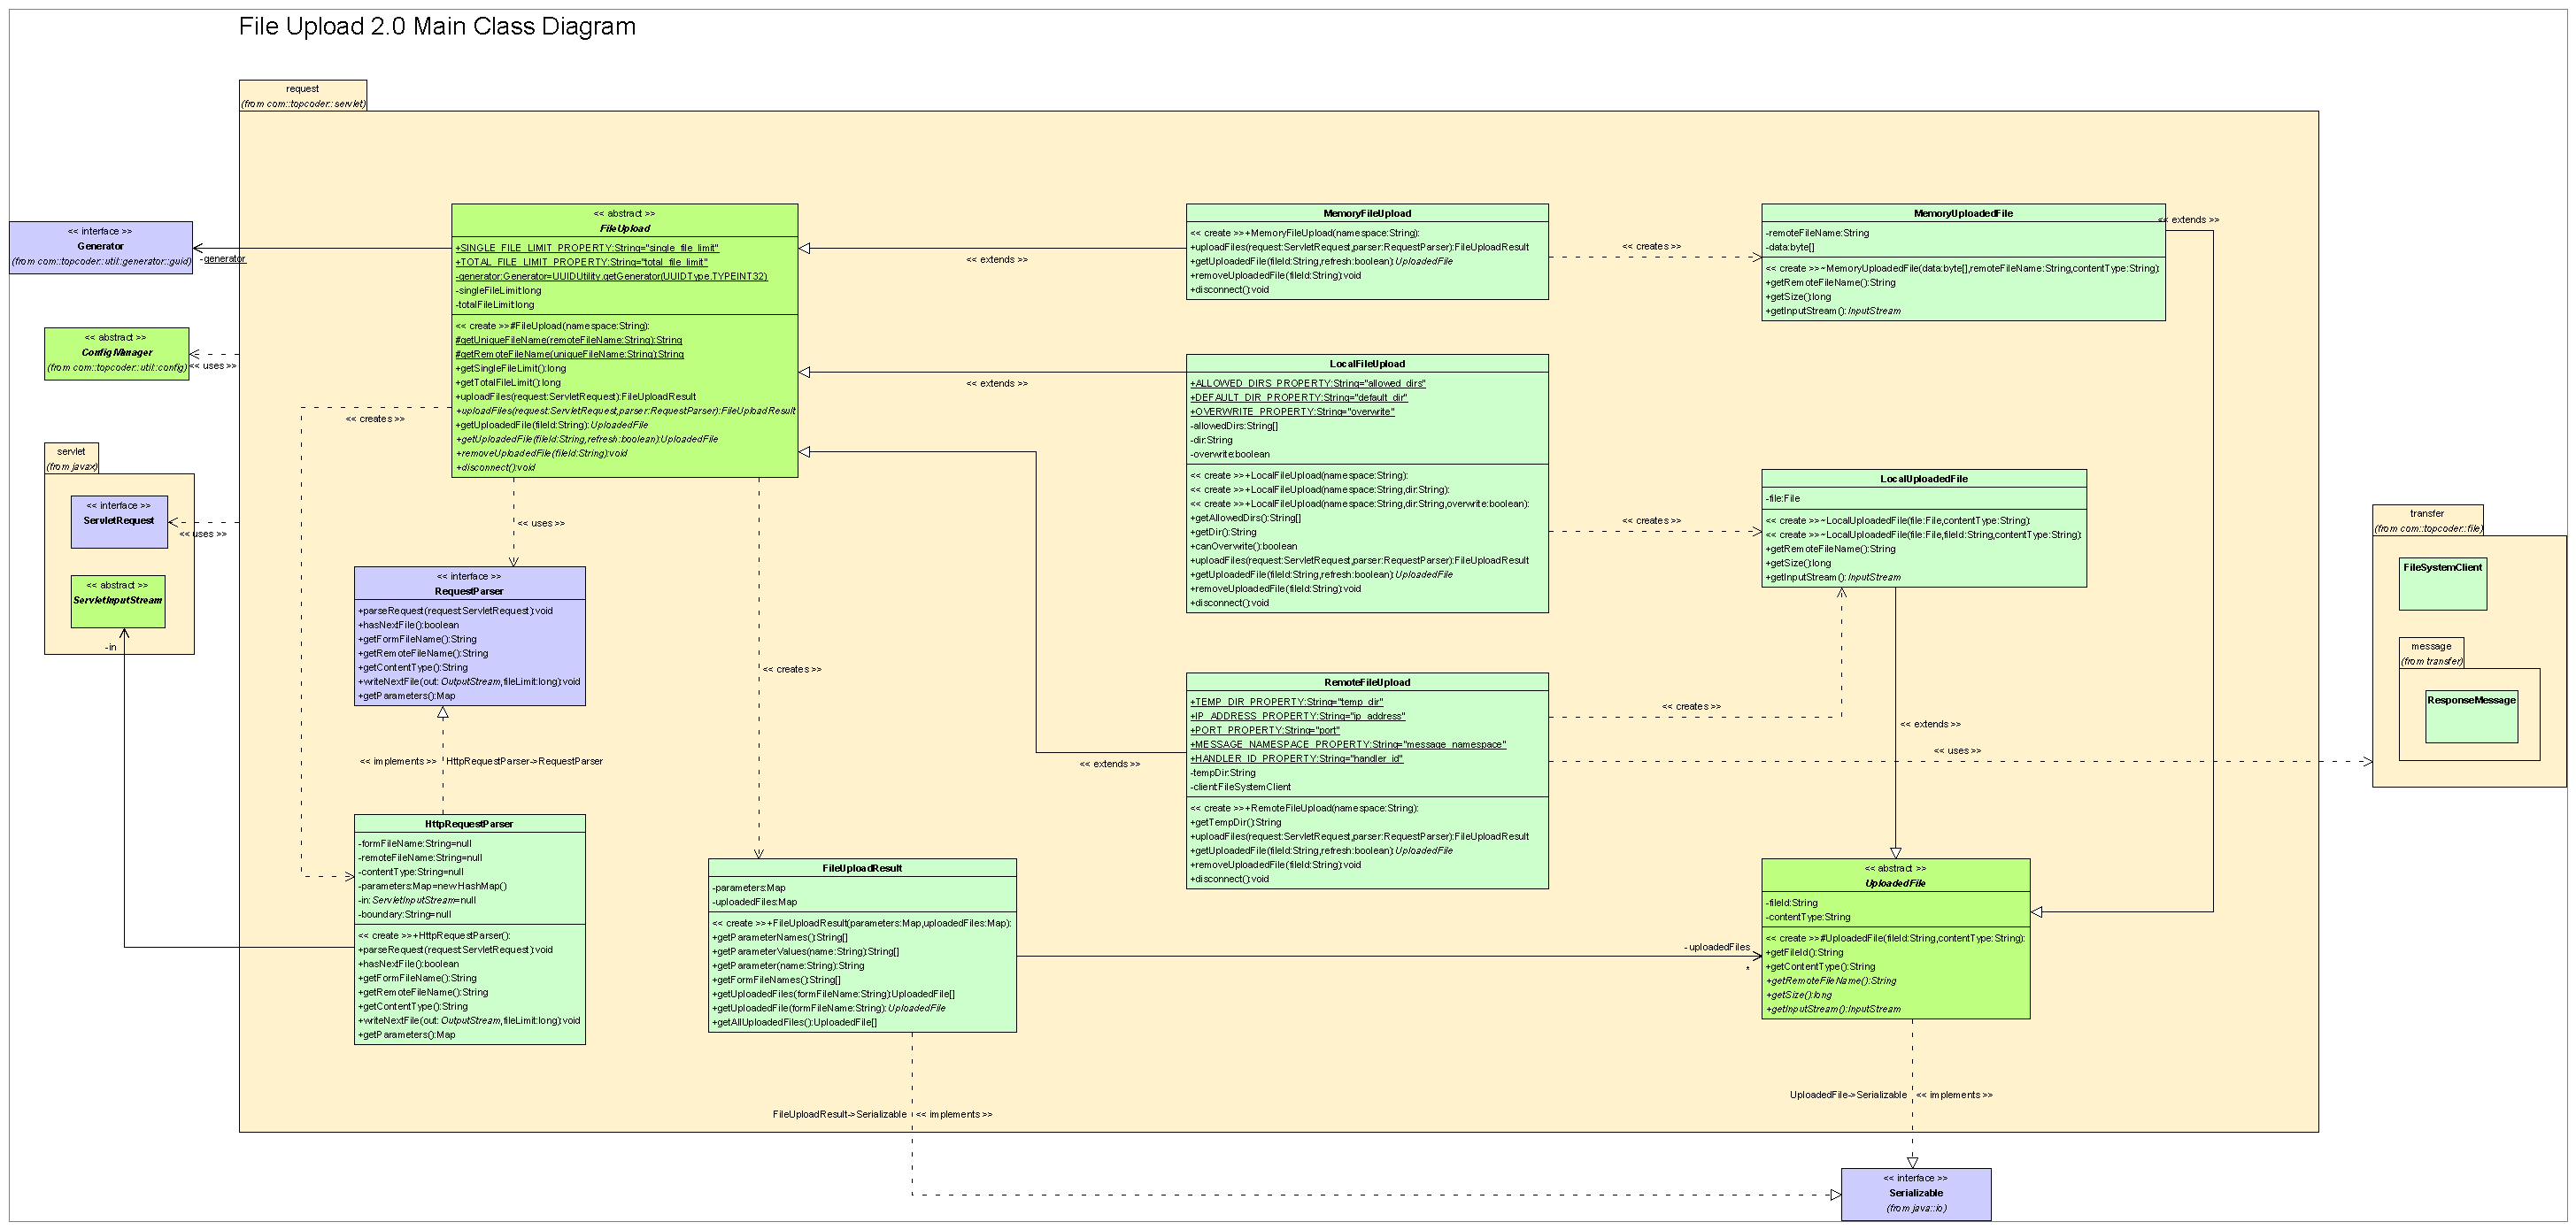 File Upload 2.0 Main Class Diagram
request
(from com::topcoder::servlet)
<< interface >>
Generator
(from com::topcoder::util::generator::guid)
-generator
<< abstract >>
ConfigManager
(from com::topcoder::util::config)
<< uses >>
servlet
(from javax)
<< interface >>
ServletRequest
<< uses >>
<< abstract >>
ServletInputStream
-in
<< abstract >>
FileUpload
+SINGLE_FILE_LIMIT_PROPERTY:String="single_file_limit"
+TOTAL_FILE_LIMIT_PROPERTY:String="total_file_limit"
-generator:Generator=UUIDUtility.getGenerator(UUIDType.TYPEINT32)
-singleFileLimit:long
-totalFileLimit:long
<< create >>#FileUpload(namespace:String):
#getUniqueFileName(remoteFileName:String):String
#getRemoteFileName(uniqueFileName:String):String
+getSingleFileLimit():long
+getTotalFileLimit():long
+uploadFiles(request:ServletRequest):FileUploadResult
+uploadFiles(request:ServletRequest,parser:RequestParser):FileUploadResult
+getUploadedFile(fileId:String):UploadedFile
+getUploadedFile(fileId:String,refresh:boolean):UploadedFile
+removeUploadedFile(fileId:String):void
+disconnect():void
<< creates >>
<< uses >>
<< creates >>
<< interface >>
RequestParser
+parseRequest(request:ServletRequest):void
+hasNextFile():boolean
+getFormFileName():String
+getRemoteFileName():String
+getContentType():String
+writeNextFile(out:OutputStream,fileLimit:long):void
+getParameters():Map
<< implements >>
HttpRequestParser->RequestParser
HttpRequestParser
-formFileName:String=null
-remoteFileName:String=null
-contentType:String=null
-parameters:Map=new HashMap()
-in:ServletInputStream=null
-boundary:String=null
<< create >>+HttpRequestParser():
+parseRequest(request:ServletRequest):void
+hasNextFile():boolean
+getFormFileName():String
+getRemoteFileName():String
+getContentType():String
+writeNextFile(out:OutputStream,fileLimit:long):void
+getParameters():Map
FileUploadResult
-parameters:Map
-uploadedFiles:Map
<< create >>+FileUploadResult(parameters:Map,uploadedFiles:Map):
+getParameterNames():String[]
+getParameterValues(name:String):String[]
+getParameter(name:String):String
+getFormFileNames():String[]
+getUploadedFiles(formFileName:String):UploadedFile[]
+getUploadedFile(formFileName:String):UploadedFile
+getAllUploadedFiles():UploadedFile[]
FileUploadResult->Serializable
<< implements >>
<< extends >>
<< extends >>
<< extends >>
MemoryFileUpload
<< create >>+MemoryFileUpload(namespace:String):
+uploadFiles(request:ServletRequest,parser:RequestParser):FileUploadResult
+getUploadedFile(fileId:String,refresh:boolean):UploadedFile
+removeUploadedFile(fileId:String):void
+disconnect():void
<< creates >>
LocalFileUpload
+ALLOWED_DIRS_PROPERTY:String="allowed_dirs"
+DEFAULT_DIR_PROPERTY:String="default_dir"
+OVERWRITE_PROPERTY:String="overwrite"
-allowedDirs:String[]
-dir:String
-overwrite:boolean
<< create >>+LocalFileUpload(namespace:String):
<< create >>+LocalFileUpload(namespace:String,dir:String):
<< create >>+LocalFileUpload(namespace:String,dir:String,overwrite:boolean):
+getAllowedDirs():String[]
+getDir():String
+canOverwrite():boolean
+uploadFiles(request:ServletRequest,parser:RequestParser):FileUploadResult
+getUploadedFile(fileId:String,refresh:boolean):UploadedFile
+removeUploadedFile(fileId:String):void
+disconnect():void
<< creates >>
RemoteFileUpload
+TEMP_DIR_PROPERTY:String="temp_dir"
+IP_ADDRESS_PROPERTY:String="ip_address"
+PORT_PROPERTY:String="port"
+MESSAGE_NAMESPACE_PROPERTY:String="message_namespace"
+HANDLER_ID_PROPERTY:String="handler_id"
-tempDir:String
-client:FileSystemClient
<< create >>+RemoteFileUpload(namespace:String):
+getTempDir():String
+uploadFiles(request:ServletRequest,parser:RequestParser):FileUploadResult
+getUploadedFile(fileId:String,refresh:boolean):UploadedFile
+removeUploadedFile(fileId:String):void
+disconnect():void
<< creates >>
<< uses >>
MemoryUploadedFile
-remoteFileName:String
-data:byte[]
<< create >>~MemoryUploadedFile(data:byte[],remoteFileName:String,contentType:String):
+getRemoteFileName():String
+getSize():long
+getInputStream():InputStream
<< extends >>
LocalUploadedFile
-file:File
<< create >>~LocalUploadedFile(file:File,contentType:String):
<< create >>~LocalUploadedFile(file:File,fileId:String,contentType:String):
+getRemoteFileName():String
+getSize():long
+getInputStream():InputStream
<< extends >>
<< abstract >>
UploadedFile
-fileId:String
-contentType:String
<< create >>#UploadedFile(fileId:String,contentType:String):
+getFileId():String
+getContentType():String
+getRemoteFileName():String
+getSize():long
+getInputStream():InputStream
-uploadedFiles
*
UploadedFile->Serializable
<< implements >>
<< interface >>
Serializable
(from java::io)
transfer
(from com::topcoder::file)
FileSystemClient
message
(from transfer)
ResponseMessage